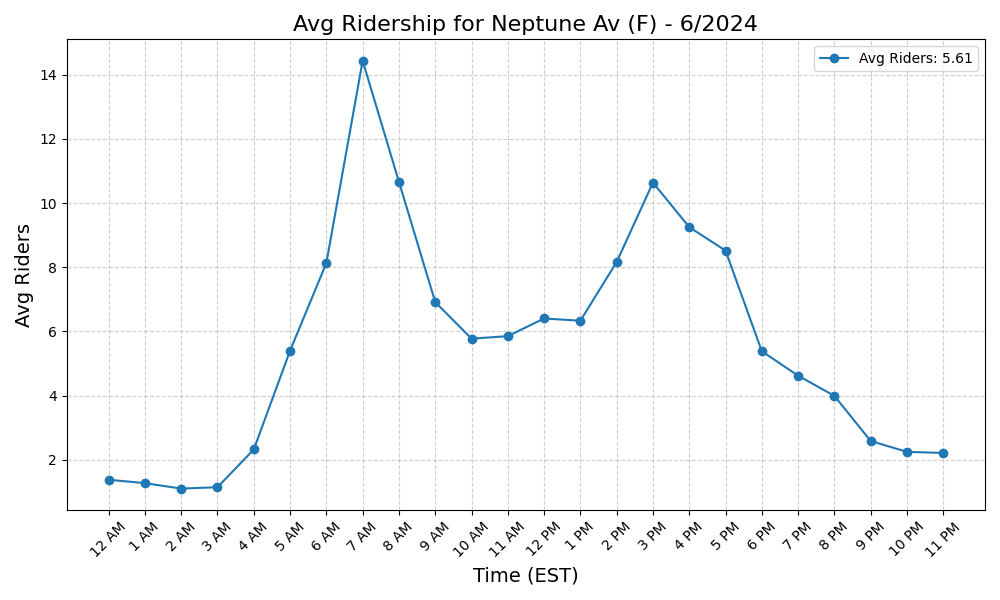 Avg Ridership for Neptune Av (F) - 6/2024
Avg Riders: 5.61
Avg Riders
14
12
10
8
6
4
2
12 AM
1 AM
2 AM
3 AM
4 AM
5 AM
6 AM
7 AM
8 AM
9 AM
10 AM
11 AM
12 PM
1 PM
2 PM
3 PM
4 PM
5 PM
6 PM
7 PM
8 PM
9 PM
10 PM
11 PM
Time (EST)